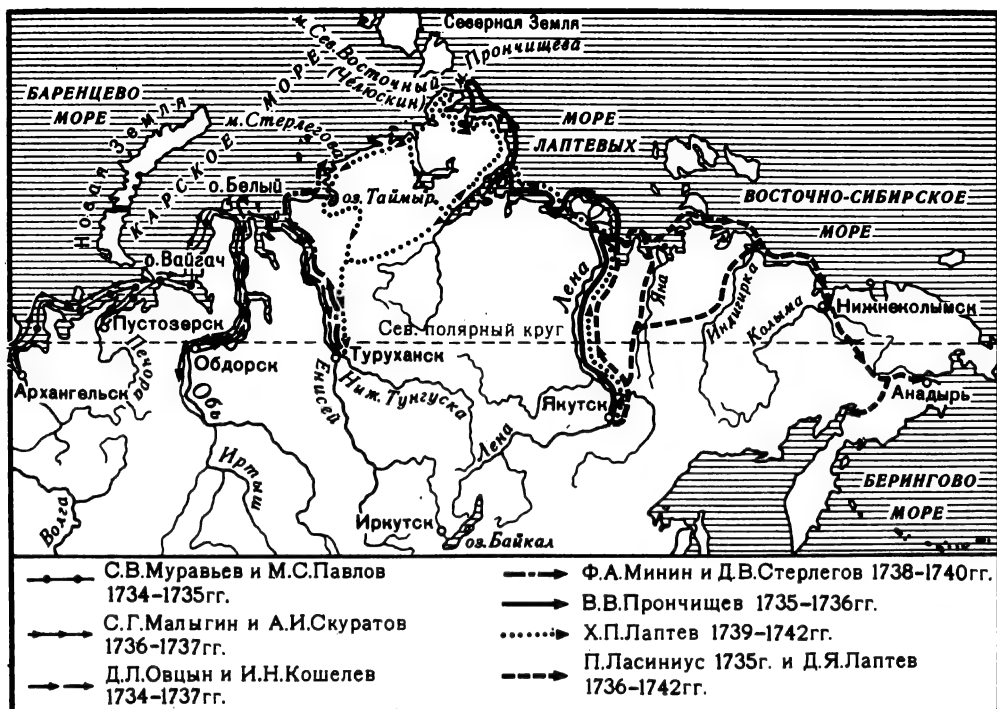 Северная Земля
м. Сев. Восточный
(Челюскин)
Прончищева
БАРЕНЦЕВО
МОРЕ
Новая Земля
КАРСКОЕ МОРЕ
м. Стерлегова
МОРЕ
ЛАПТЕВЫХ
о. Белый
оз. Таймыр
ВОСТОЧНО-СИБИРСКОЕ
МОРЕ
о. Вайгач
Лена
Яна
Индигирка
Колыма
Нижнеколымск
Пустозерск
Печора
Сев. полярный круг
Обдорск
Туруханск
Архангельск
Обь
Енисей
Ниж. Тунгуска
Якутск
Анадырь
Лена
Иртыш
Волга
Иркутск
оз. Байкал
БЕРИНГОВО
МОРЕ
С.В.Муравьев и М.С.Павлов
1734-1735гг.
С.Г.Малыгин и А.И.Скуратов
1736-1737гг.
Д.Л.Овцын и И.Н.Кошелев
1734-1737гг.
Ф.А.Минин и Д.В.Стерлегов 1738-1740гг.
В.В.Прончищев 1735-1736гг.
Х.П.Лаптев 1739-1742гг.
П.Ласиниус 1735г. и Д.Я.Лаптев
1736-1742гг.